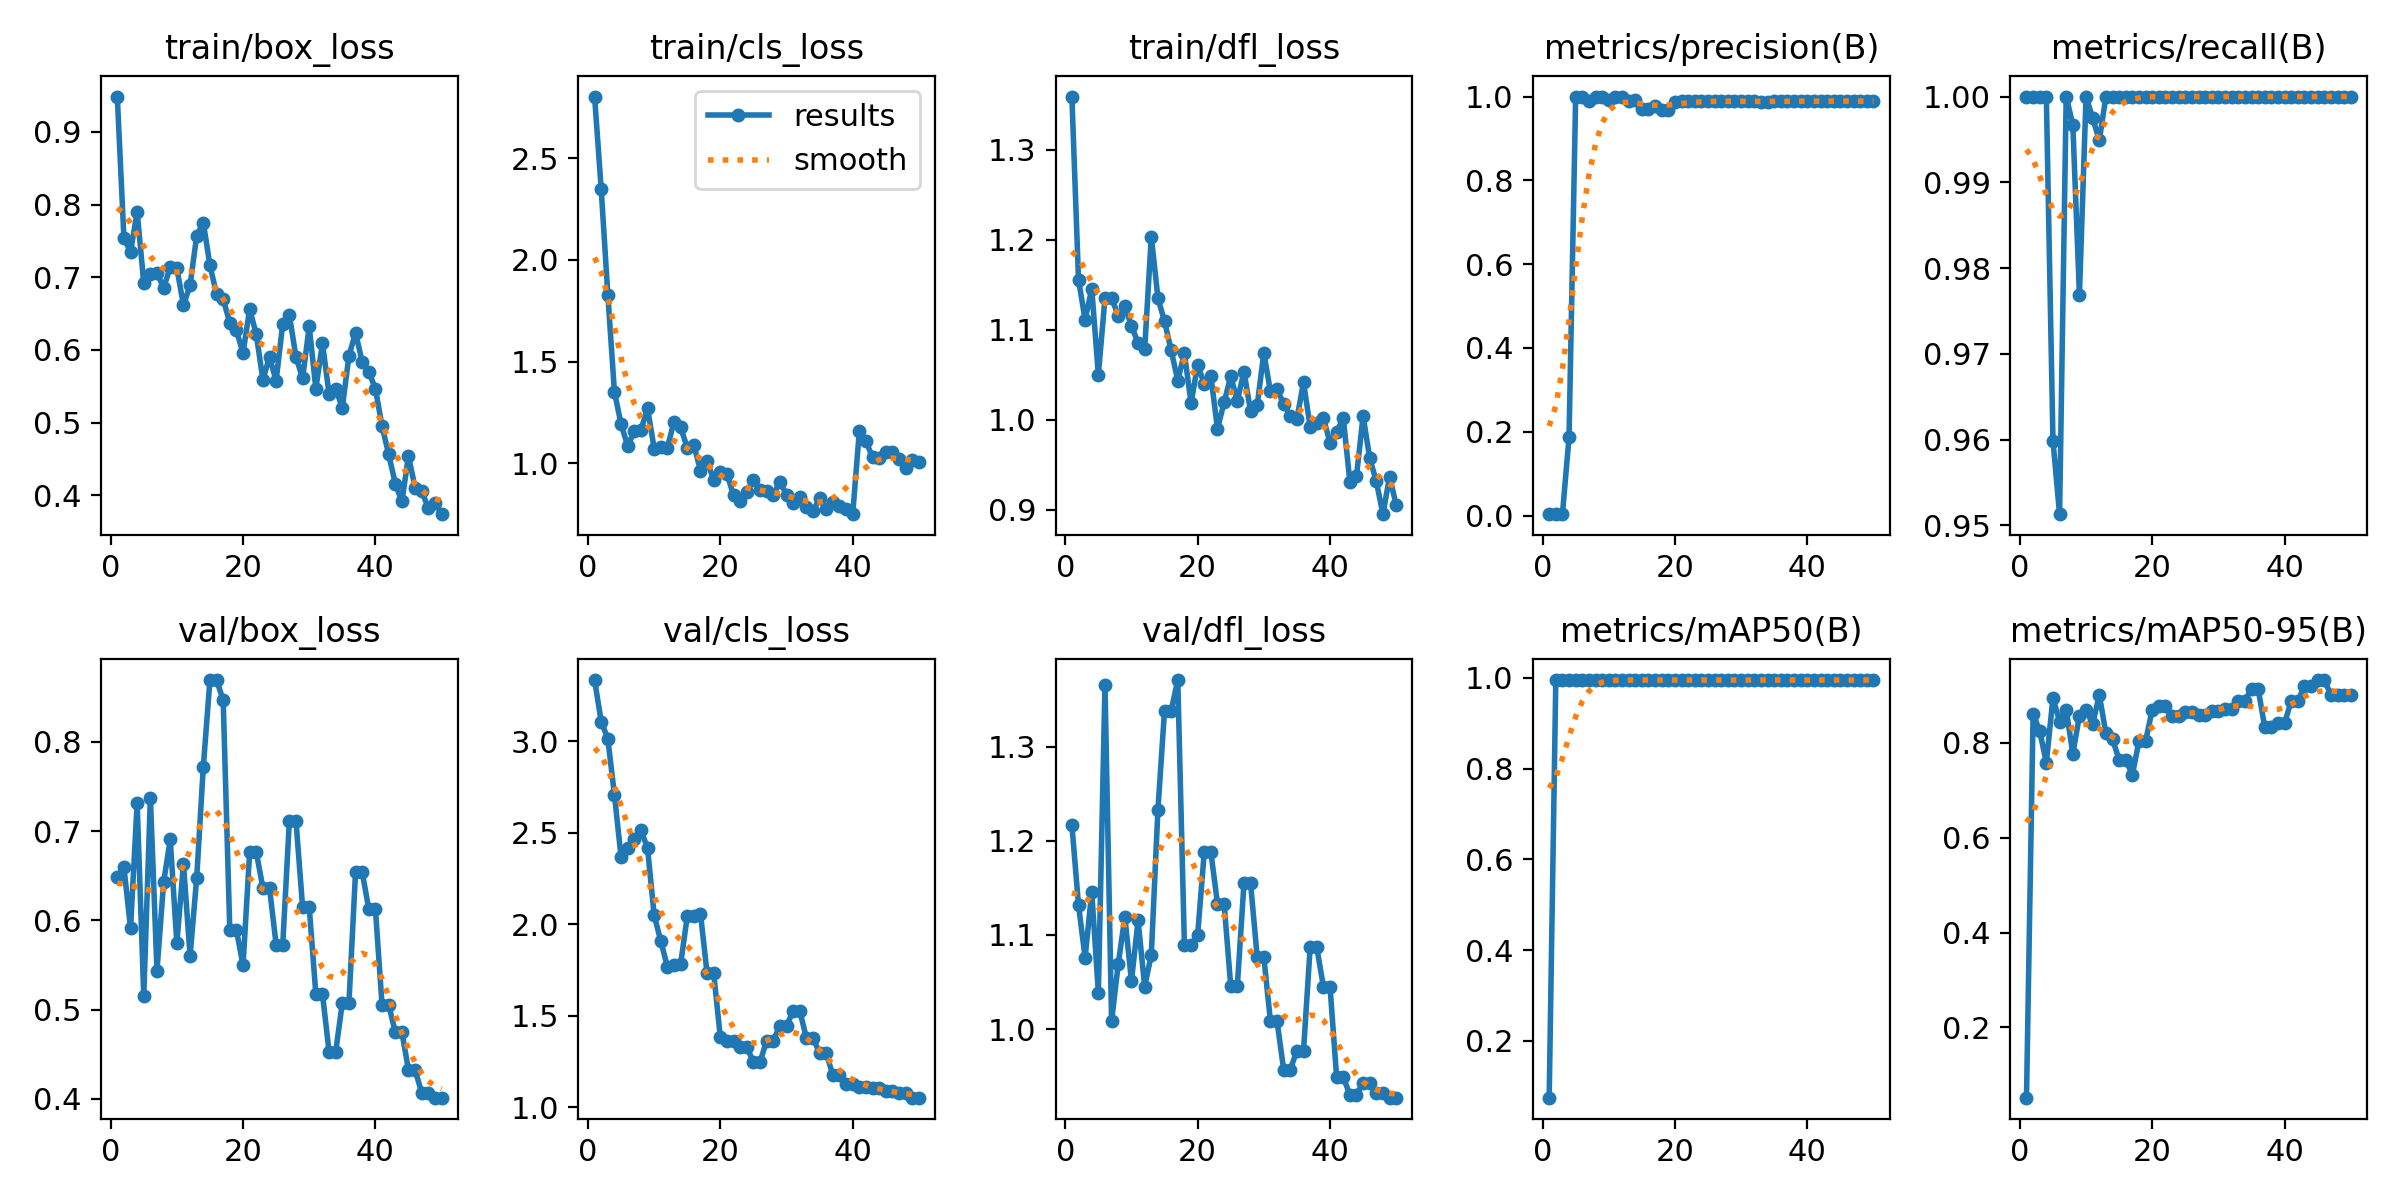 train/box_loss
0.9
0.8
0.7
0.6
0.5
0.4
0 20 40
train/cls_loss
results
smooth
2.5
2.0
1.5
1.0
0 20 40
train/dfl_loss
1.3
1.2
1.1
1.0
0.9
0 20 40
metrics/precision(B)
1.0
0.8
0.6
0.4
0.2
0.0
0 20 40
metrics/recall(B)
1.00
0.99
0.98
0.97
0.96
0.95
0 20 40
val/box_loss
0.8
0.7
0.6
0.5
0.4
0 20 40
val/cls_loss
3.0
2.5
2.0
1.5
1.0
0 20 40
val/dfl_loss
1.3
1.2
1.1
1.0
0 20 40
metrics/mAP50(B)
1.0
0.8
0.6
0.4
0.2
0 20 40
metrics/mAP50-95(B)
0.8
0.6
0.4
0.2
0 20 40